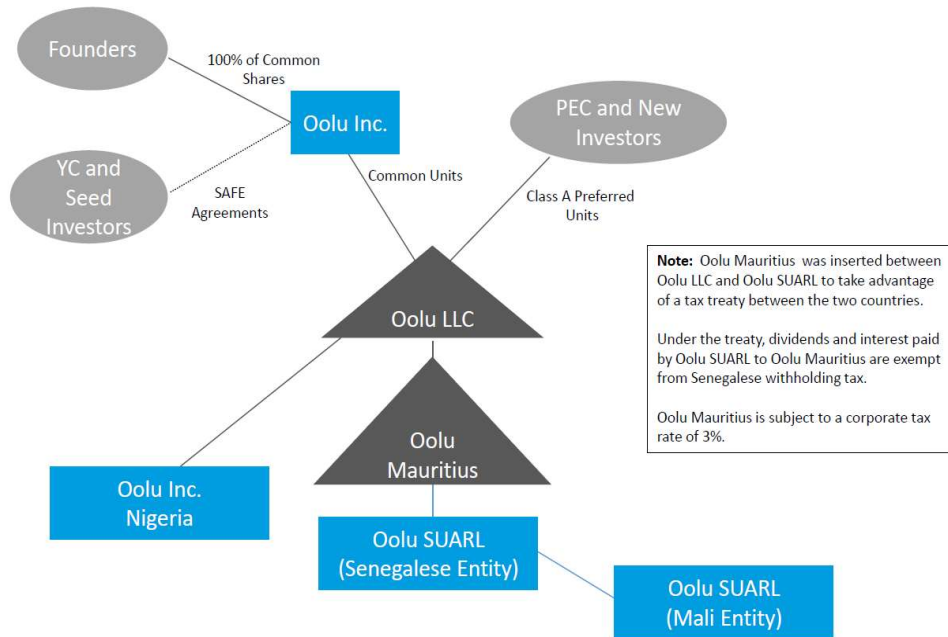 Founders
100% of Common
Shares
Oolu Inc.
PEC and New
Investors
YC and
Seed
Investors
SAFE
Agreements
Common Units
Class A Preferred
Units
Note:  Oolu Mauritius  was inserted between
Oolu LLC and Oolu SUARL to take advantage
of a tax treaty between the two countries.
Under the treaty, dividends and interest paid
by Oolu SUARL to Oolu Mauritius are exempt
from Senegalese withholding tax.
Oolu Mauritius is subject to a corporate tax
rate of 3%.
Oolu LLC
Oolu
Mauritius
Oolu Inc.
Nigeria
Oolu SUARL
(Senegalese Entity)
Oolu SUARL
(Mali Entity)